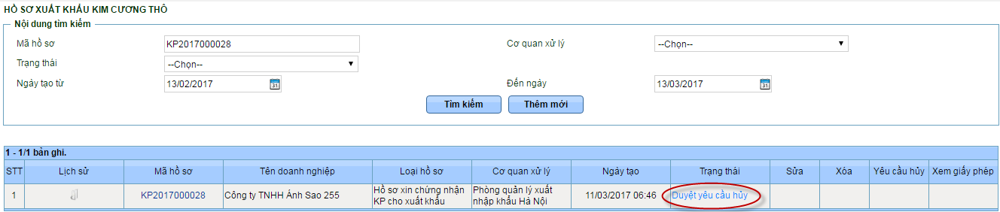 HỒ SƠ XUẤT KHẨU KIM CƯƠNG THÔ
Nội dung tìm kiếm
Mã hồ sơ KP2017000028 Cơ quan xử lý --Chọn--
Trạng thái --Chọn--
Ngày tạo từ 13/02/2017 31 Đến ngày 13/03/2017 31
Tìm kiếm Thêm mới
1 - 1/1 bản ghi.
STT Lịch sử Mã hồ sơ Tên doanh nghiệp Loại hồ sơ Cơ quan xử lý Ngày tạo Trạng thái Sửa Xóa Yêu cầu hủy Xem giấy phép
1 KP2017000028 Công ty TNHH Ánh Sao 255 Hồ sơ xin chứng nhận Phòng quản lý xuất 11/03/2017 06:46 Duyệt yêu cầu hủy
KP cho xuất khẩu nhập khẩu Hà Nội